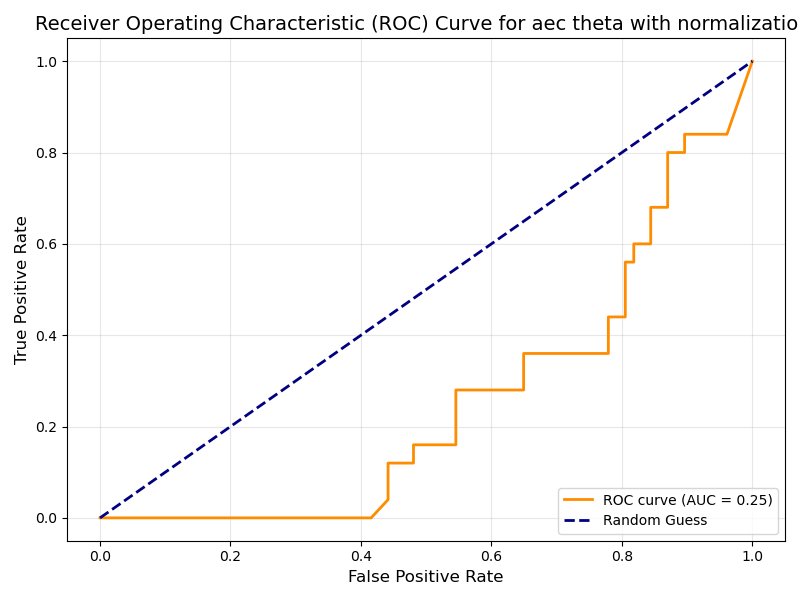 Receiver Operating Characteristic (ROC) Curve for aec theta with normalizatio
1.0
0.8
0.6
0.4
0.2
0.0
True Positive Rate
0.0 0.2 0.4 0.6 0.8 1.0
False Positive Rate
ROC curve (AUC = 0.25)
Random Guess